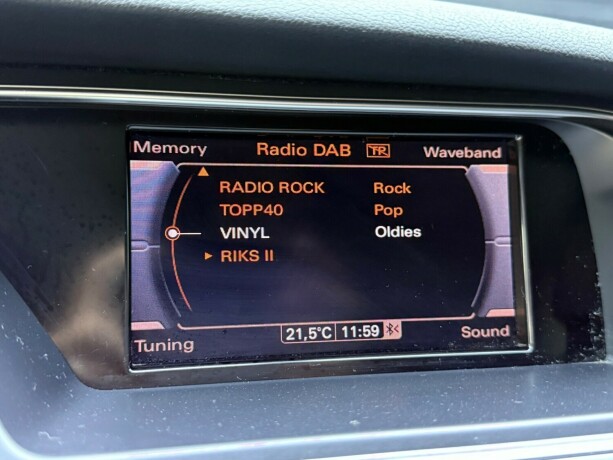 Memory Radio DAB TR Waveband
RADIO ROCK Rock
TOPP40 Pop
VINYL Oldies
RIKS II
21,5°C 11:59
Tuning Sound